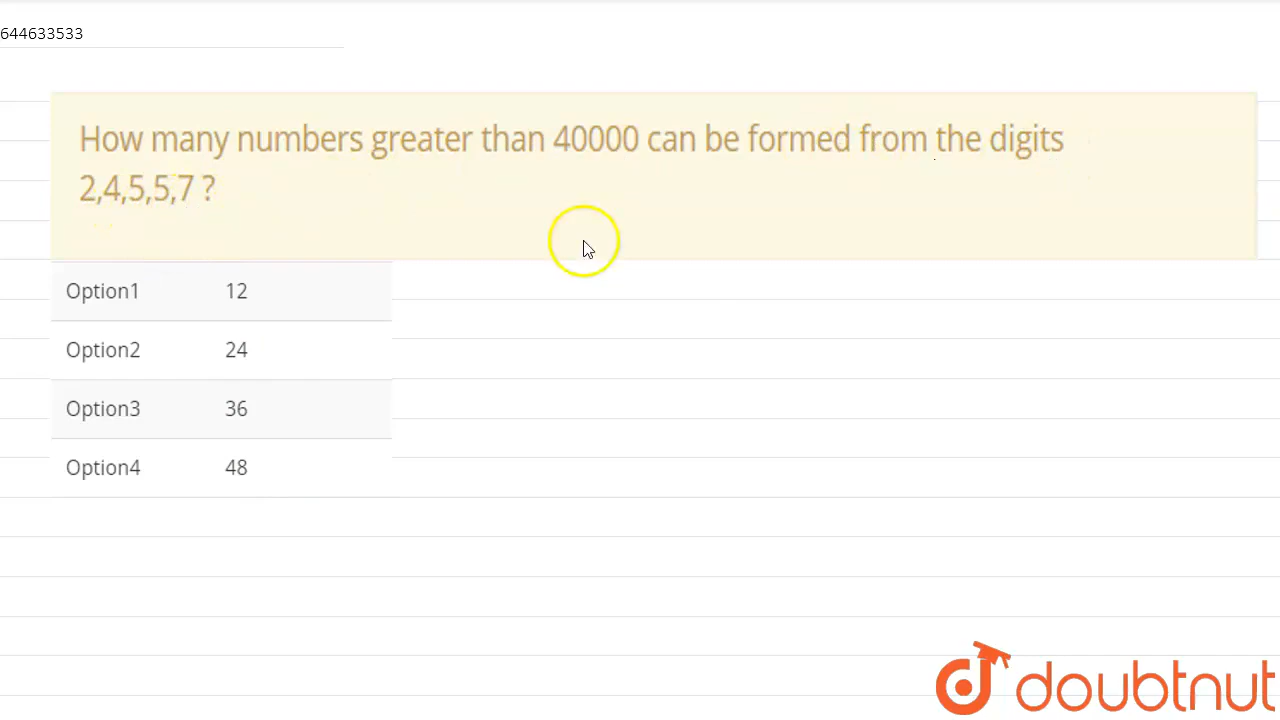 644633533
How many numbers greater than 40000 can be formed from the digits
2,4,5,5,7 ?
Option1 12
Option2 24
Option3 36
Option4 48
doubtnut